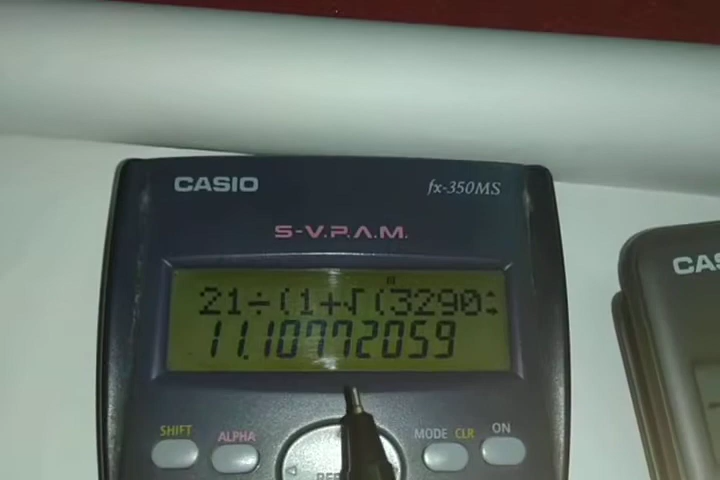 CASIO
fx-350MS
S-V.P.A.M.
21÷(1+√(3290
11.10772059
SHIFT
ALPHA
MODE CLR
ON
CAS